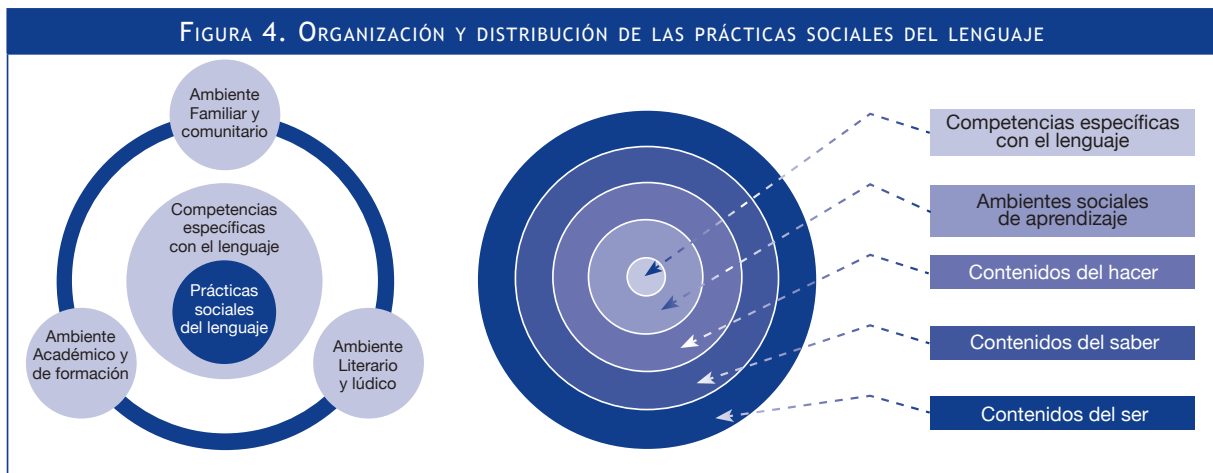 FIGURA 4. ORGANIZACIÓN Y DISTRIBUCIÓN DE LAS PRÁCTICAS SOCIALES DEL LENGUAJE
Ambiente
Familiar y
comunitario
Competencias
específicas
con el lenguaje
Prácticas
sociales
del lenguaje
Ambiente
Académico y
de formación
Ambiente
Literario
y lúdico
Competencias específicas
con el lenguaje
Ambientes sociales
de aprendizaje
Contenidos del hacer
Contenidos del saber
Contenidos del ser